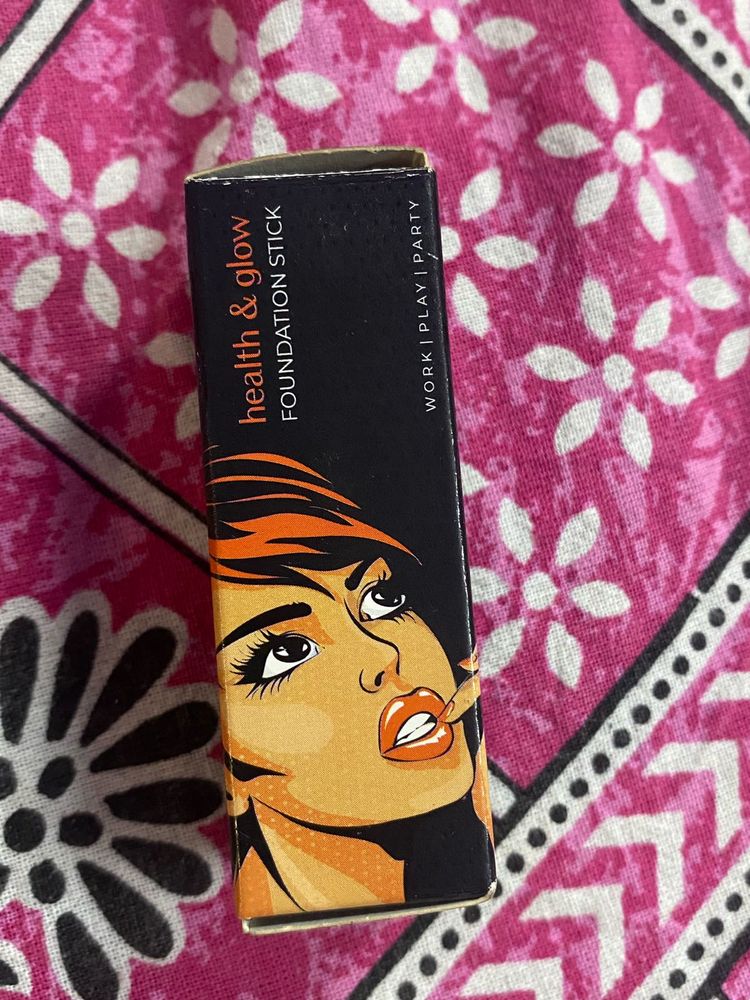 health & glow
FOUNDATION STICK
WORK | PLAY | PARTY